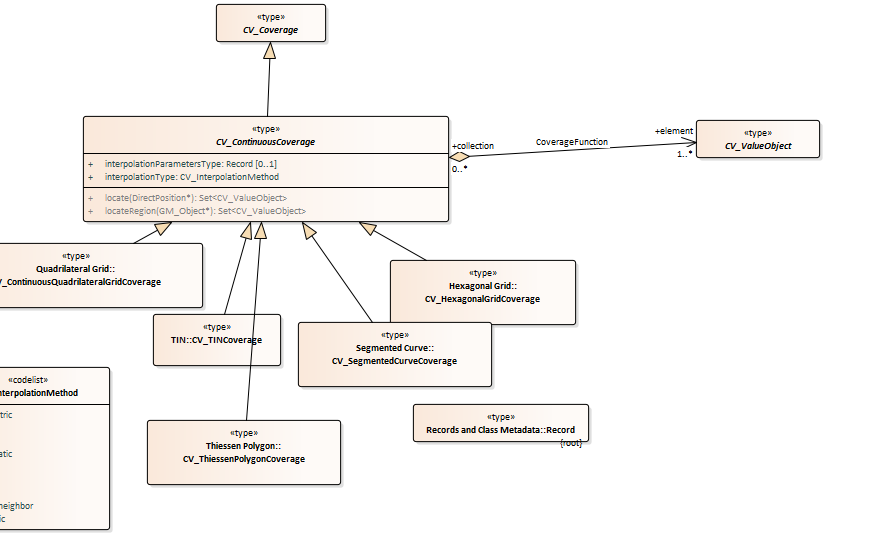 «type»
CV_Coverage
«type»
CV_ContinuousCoverage
+ interpolationParametersType: Record [0..1]
+ interpolationType: CV_InterpolationMethod
+ locate(DirectPosition*): Set<CV_ValueObject>
+ locateRegion(GM_Object*): Set<CV_ValueObject>
+collection
0..*
CoverageFunction
+element
1..*
«type»
CV_ValueObject
«type»
Quadrilateral Grid::
V_ContinuousQuadrilateralGridCoverage
«type»
Hexagonal Grid::
CV_HexagonalGridCoverage
«type»
TIN::CV_TINCoverage
«type»
Segmented Curve::
CV_SegmentedCurveCoverage
«codelist»
nterpolationMethod
tric
atic
neighbor
ic
«type»
Thiessen Polygon::
CV_ThiessenPolygonCoverage
«type»
Records and Class Metadata::Record
{root}